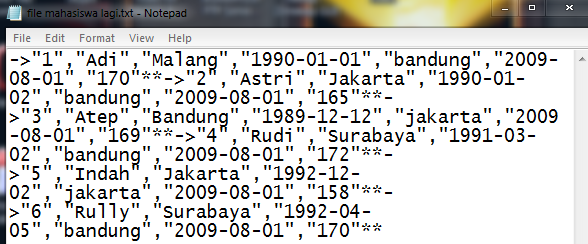 file mahasiswa lagi.txt - Notepad
File Edit Format View Help
->"1","Adi","Malang","1990-01-01","bandung","2009-
08-01","170"**->"2","Astri","Jakarta","1990-01-
02","bandung","2009-08-01","165"**-
>"3","Atep","Bandung","1989-12-12","jakarta","2009
-08-01","169"**->"4","Rudi","Surabaya","1991-03-
02","bandung","2009-08-01","172"**-
>"5","Indah","Jakarta","1992-12-
02","jakarta","2009-08-01","158"**-
>"6","Rully","Surabaya","1992-04-
05","bandung","2009-08-01","170"**